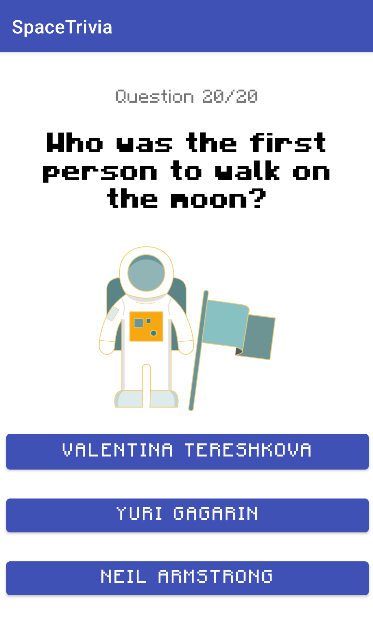 SpaceTrivia
Question 20/20
Who was the first
person to walk on
the moon?
VALENTINA TERESHKOVA
YURI GAGARIN
NEIL ARMSTRONG